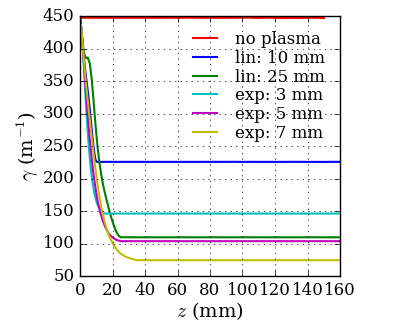 450
400
350
300
250
200
150
100
50
γ (m⁻¹)
no plasma
lin: 10 mm
lin: 25 mm
exp: 3 mm
exp: 5 mm
exp: 7 mm
0 20 40 60 80 100 120 140 160
z (mm)